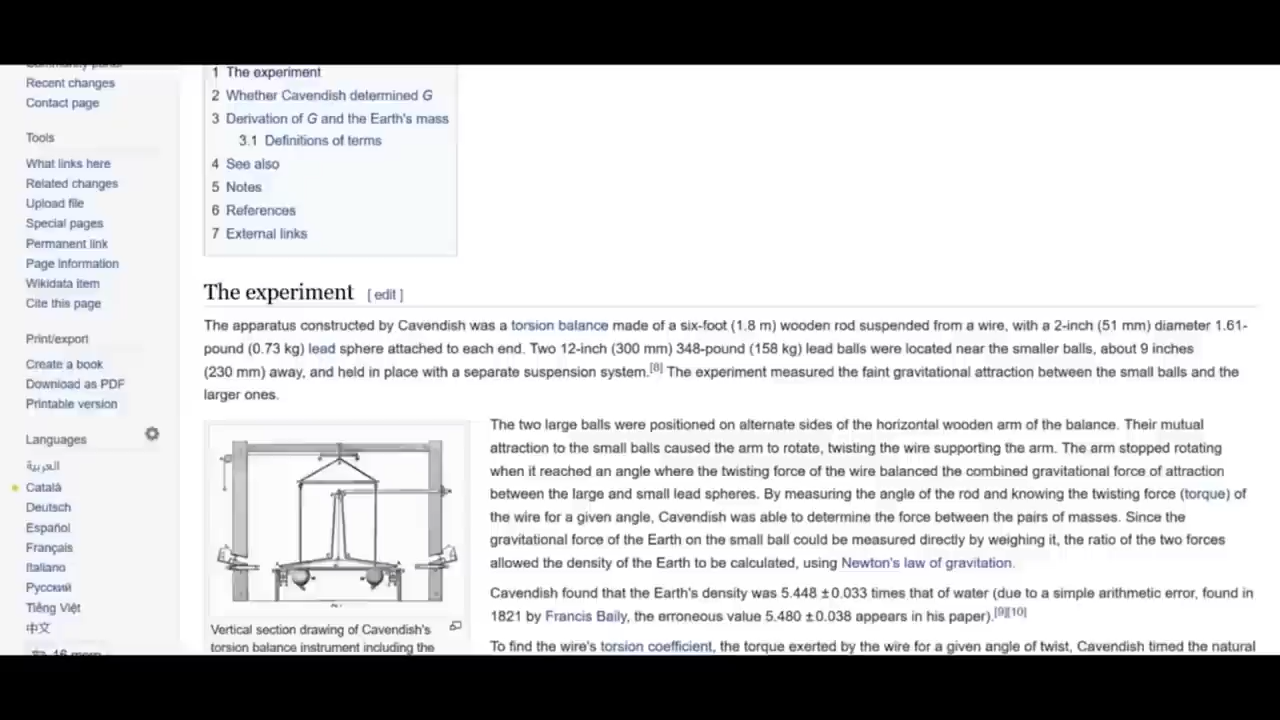 Community portal
Recent changes
Contact page
Tools
What links here
Related changes
Upload file
Special pages
Permanent link
Page information
Wikidata item
Cite this page
Print/export
Create a book
Download as PDF
Printable version
Languages
العربية
Català
Deutsch
Español
Français
Italiano
Русский
Tiếng Việt
中文
16 more
1 The experiment
2 Whether Cavendish determined G
3 Derivation of G and the Earth's mass
3.1 Definitions of terms
4 See also
5 Notes
6 References
7 External links
The experiment [ edit ]
The apparatus constructed by Cavendish was a torsion balance made of a six-foot (1.8 m) wooden rod suspended from a wire, with a 2-inch (51 mm) diameter 1.61-
pound (0.73 kg) lead sphere attached to each end. Two 12-inch (300 mm) 348-pound (158 kg) lead balls were located near the smaller balls, about 9 inches
(230 mm) away, and held in place with a separate suspension system.[8] The experiment measured the faint gravitational attraction between the small balls and the
larger ones.
Vertical section drawing of Cavendish's
torsion balance instrument including the
The two large balls were positioned on alternate sides of the horizontal wooden arm of the balance. Their mutual
attraction to the small balls caused the arm to rotate, twisting the wire supporting the arm. The arm stopped rotating
when it reached an angle where the twisting force of the wire balanced the combined gravitational force of attraction
between the large and small lead spheres. By measuring the angle of the rod and knowing the twisting force (torque) of
the wire for a given angle, Cavendish was able to determine the force between the pairs of masses. Since the
gravitational force of the Earth on the small ball could be measured directly by weighing it, the ratio of the two forces
allowed the density of the Earth to be calculated, using Newton's law of gravitation.
Cavendish found that the Earth's density was 5.448 ±0.033 times that of water (due to a simple arithmetic error, found in
1821 by Francis Baily, the erroneous value 5.480 ±0.038 appears in his paper).[9][10]
To find the wire's torsion coefficient, the torque exerted by the wire for a given angle of twist, Cavendish timed the natural